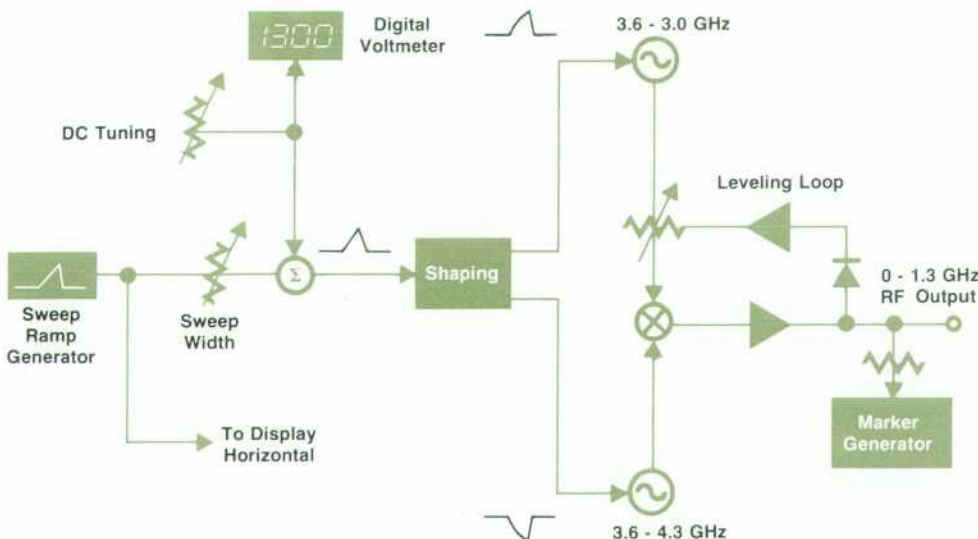 1300
Digital
Voltmeter
3.6 - 3.0 GHz
DC Tuning
Leveling Loop
Σ
Shaping
0 - 1.3 GHz
RF Output
Sweep
Ramp
Generator
Sweep
Width
To Display
Horizontal
Marker
Generator
3.6 - 4.3 GHz